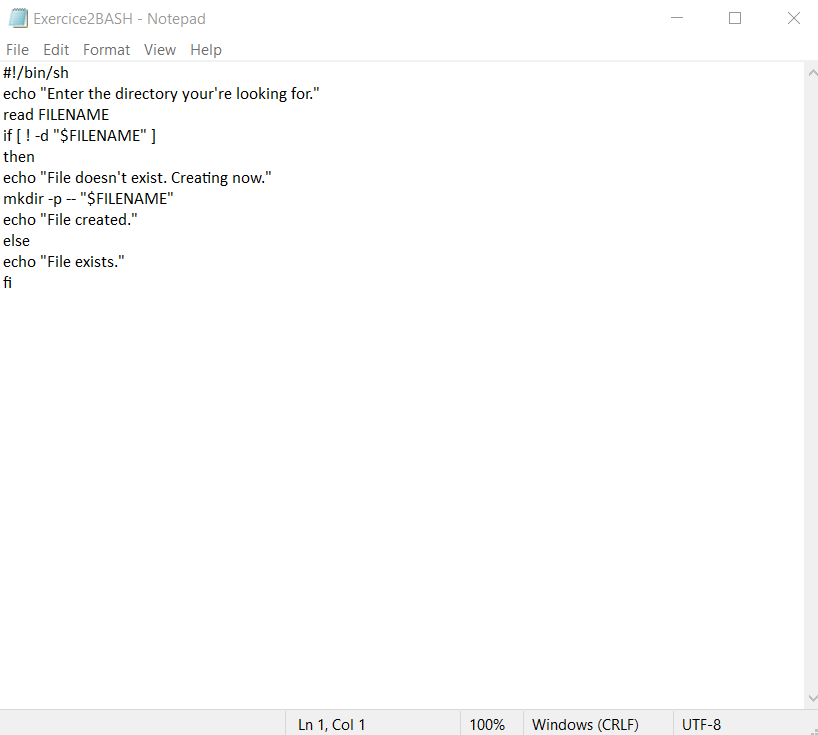 Exercice2BASH - Notepad
File Edit Format View Help
#!/bin/sh
echo "Enter the directory your're looking for."
read FILENAME
if [ ! -d "$FILENAME" ]
then
echo "File doesn't exist. Creating now."
mkdir -p -- "$FILENAME"
echo "File created."
else
echo "File exists."
fi
Ln 1, Col 1 100% Windows (CRLF) UTF-8